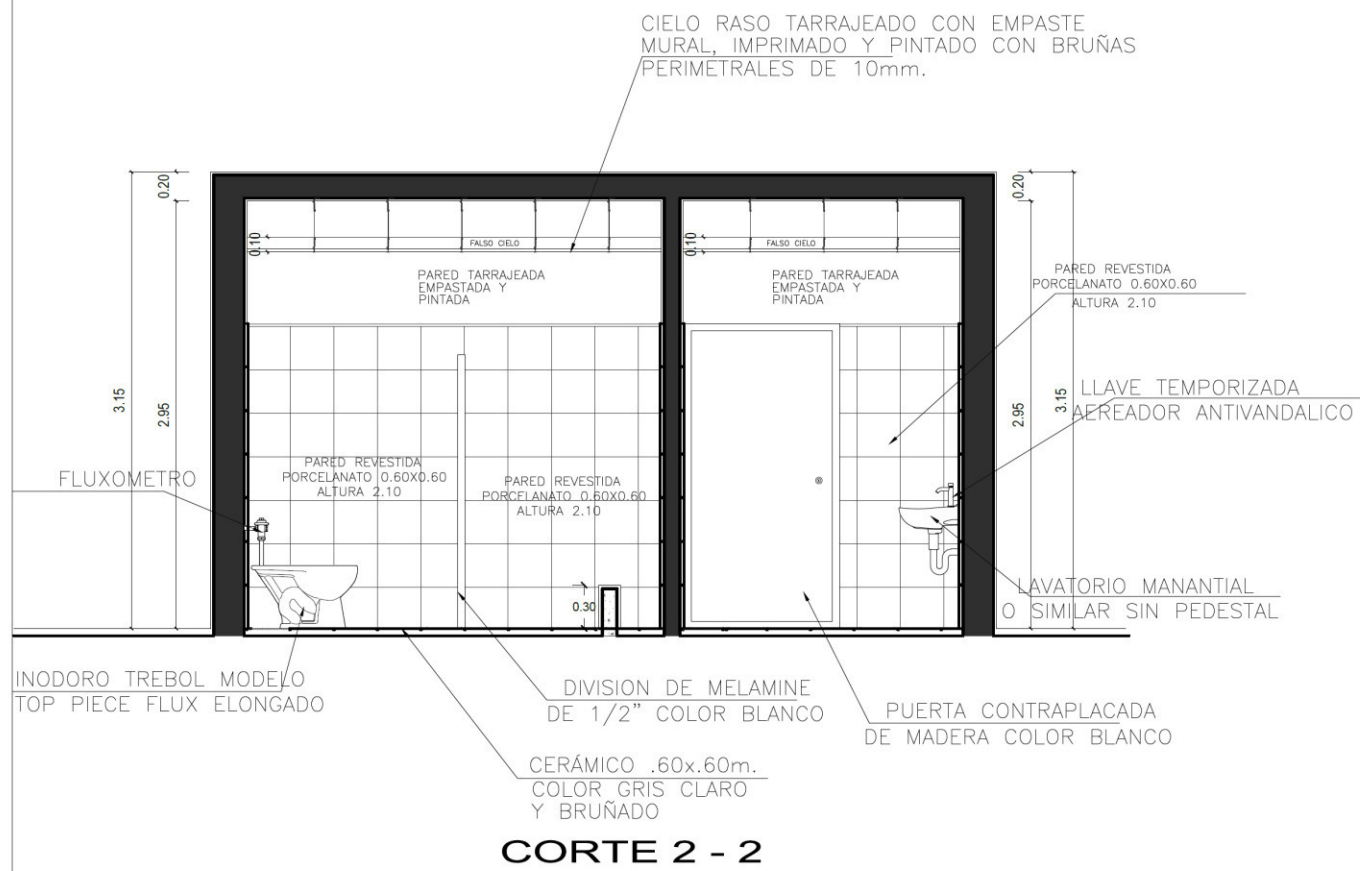 CIELO RASO TARRAJEADO CON EMPASTE
MURAL, IMPRIMADO Y PINTADO CON BRUÑAS
PERIMETRALES DE 10mm.
0.20
0.20
0.10
FALSO CIELO
0.10
FALSO CIELO
PARED TARRAJEADA
EMPASTADA Y
PINTADA
PARED TARRAJEADA
EMPASTADA Y
PINTADA
PARED REVESTIDA
PORCELANATO 0.60X0.60
ALTURA 2.10
3.15
2.95
2.95
3.15
LLAVE TEMPORIZADA
AEREADOR ANTIVANDALICO
FLUXOMETRO
PARED REVESTIDA
PORCELANATO 0.60X0.60
ALTURA 2.10
PARED REVESTIDA
PORCELANATO 0.60X0.60
ALTURA 2.10
0.30
LAVATORIO MANANTIAL
O SIMILAR SIN PEDESTAL
INODORO TREBOL MODELO
TOP PIECE FLUX ELONGADO
DIVISION DE MELAMINE
DE 1/2" COLOR BLANCO
PUERTA CONTRAPLACADA
DE MADERA COLOR BLANCO
CERÁMICO .60x.60m.
COLOR GRIS CLARO
Y BRUÑADO
CORTE 2 - 2